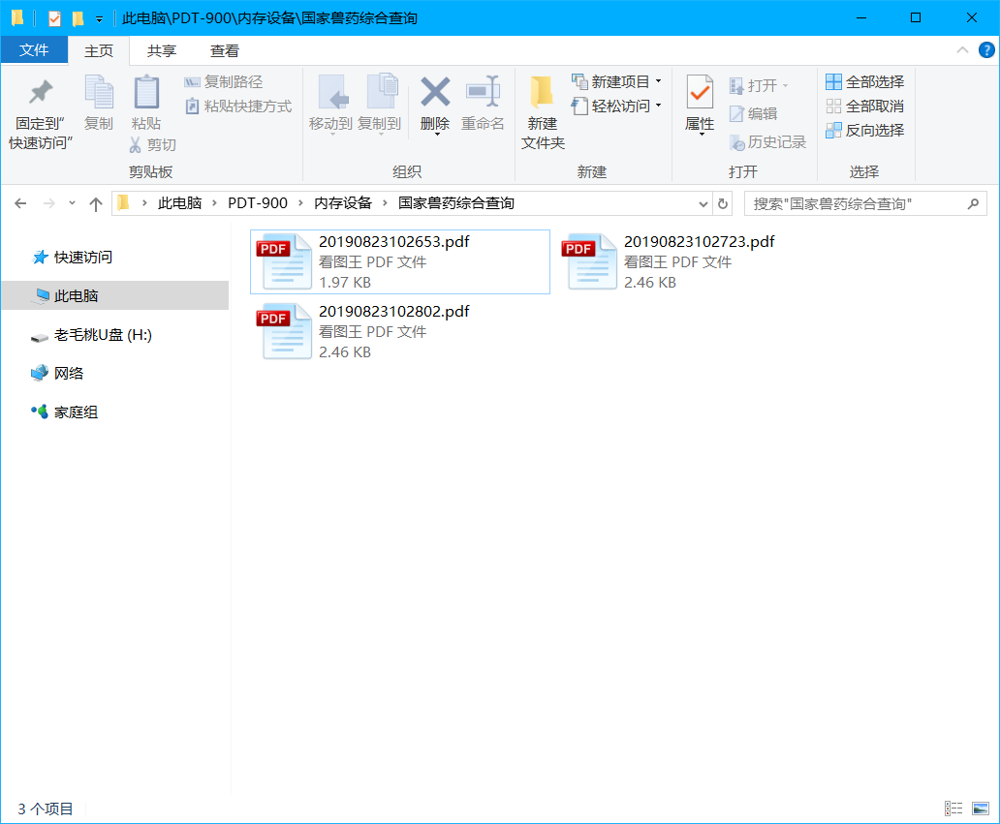 此电脑\PDT-900\内存设备\国家兽药综合查询
文件 主页 共享 查看
固定到"
快速访问"
复制
粘贴
剪切
复制路径
粘贴快捷方式
剪贴板
移动到
复制到
删除
重命名
组织
新建
文件夹
新建项目
轻松访问
新建
属性
打开
编辑
历史记录
打开
全部选择
全部取消
反向选择
选择
此电脑 PDT-900 内存设备 国家兽药综合查询
搜索"国家兽药综合查询"
快速访问
此电脑
老毛桃U盘 (H:)
网络
家庭组
PDF
20190823102653.pdf
看图王 PDF 文件
1.97 KB
PDF
20190823102723.pdf
看图王 PDF 文件
2.46 KB
PDF
20190823102802.pdf
看图王 PDF 文件
2.46 KB
3 个项目